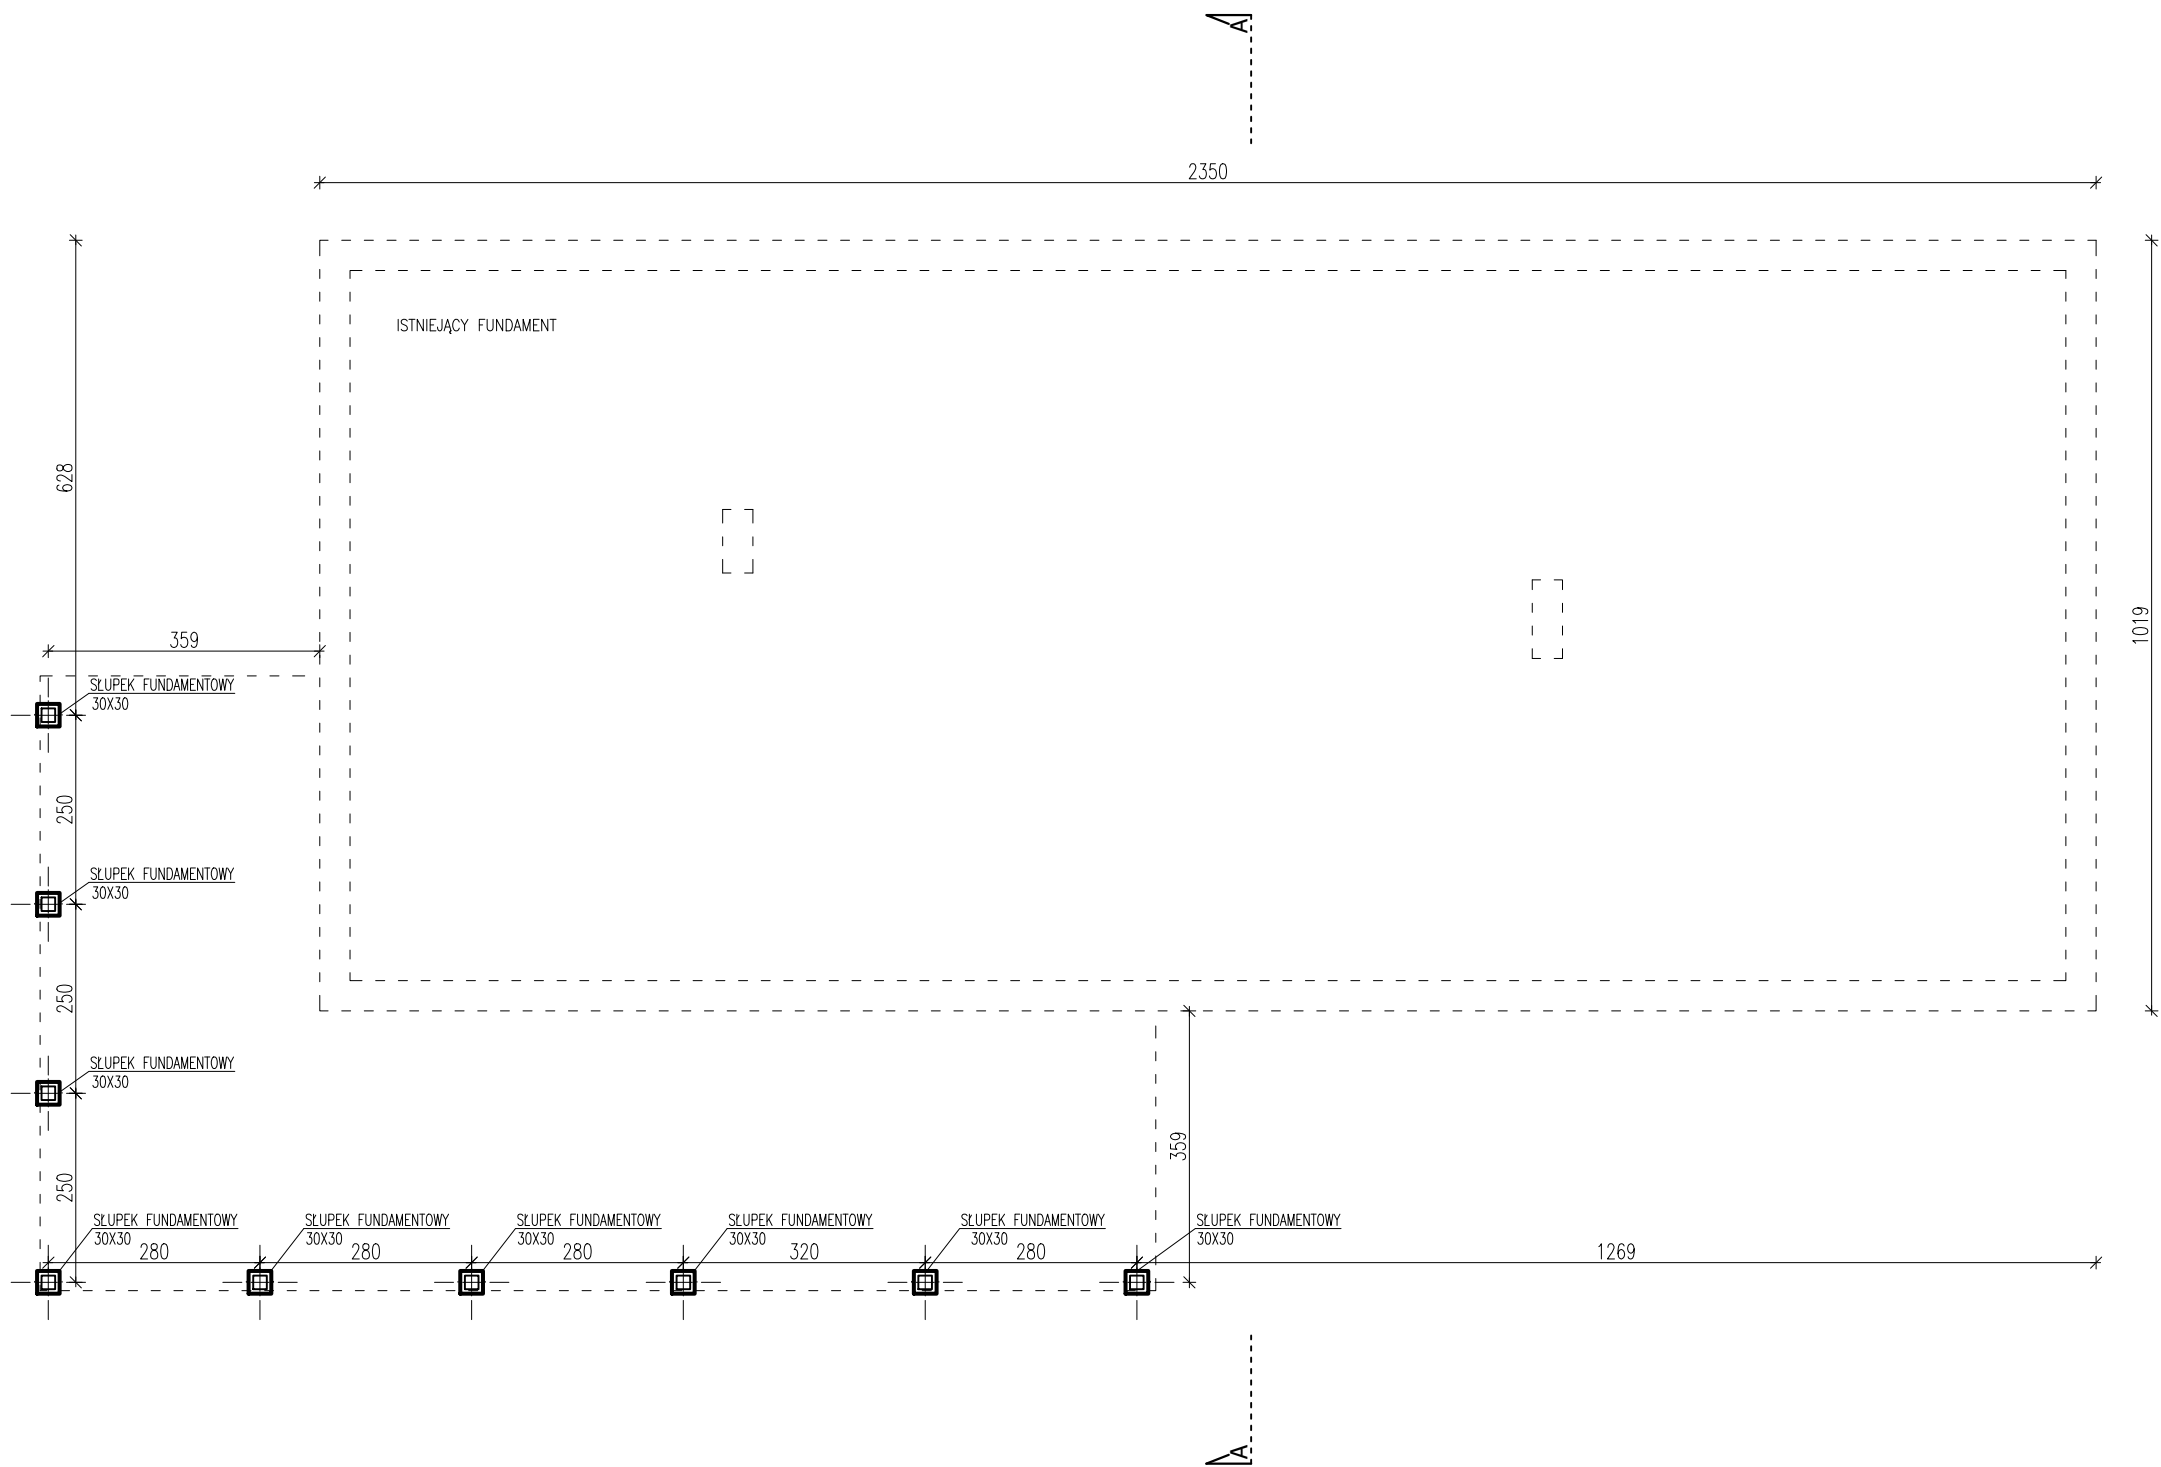 A
2350
ISTNIEJĄCY FUNDAMENT
628
1019
359
SŁUPEK FUNDAMENTOWY
30X30
250
SŁUPEK FUNDAMENTOWY
30X30
250
SŁUPEK FUNDAMENTOWY
30X30
359
250
SŁUPEK FUNDAMENTOWY
30X30
SŁUPEK FUNDAMENTOWY
30X30
SŁUPEK FUNDAMENTOWY
30X30
SŁUPEK FUNDAMENTOWY
30X30
SŁUPEK FUNDAMENTOWY
30X30
SŁUPEK FUNDAMENTOWY
30X30
280
280
280
320
280
1269
A